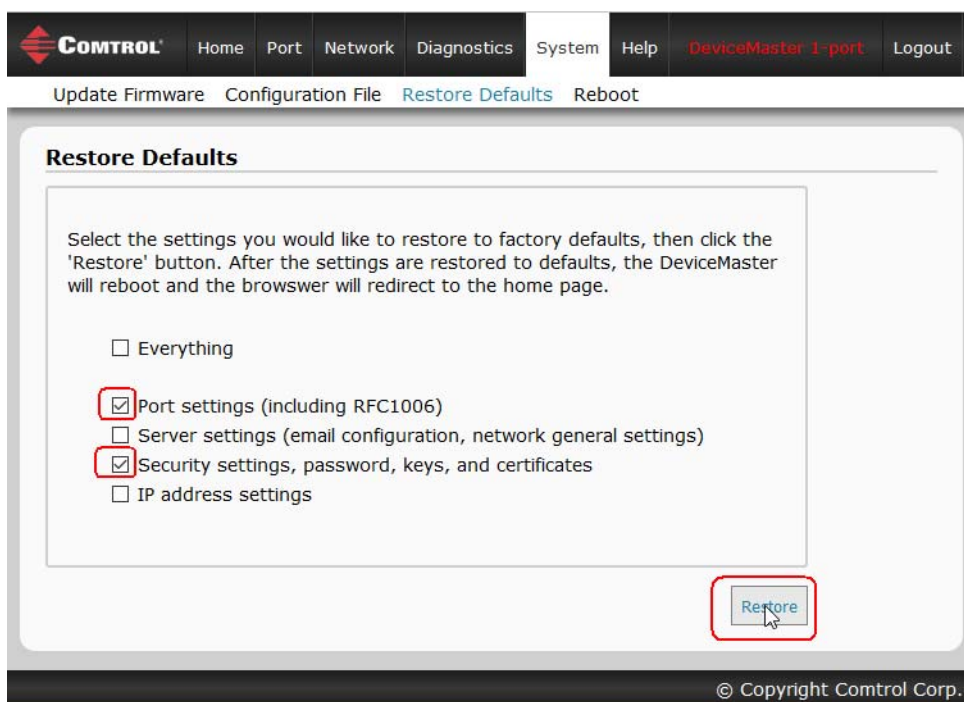 COMTROL Home Port Network Diagnostics System Help DeviceMaster 1-port Logout
Update Firmware Configuration File Restore Defaults Reboot
Restore Defaults
Select the settings you would like to restore to factory defaults, then click the
'Restore' button. After the settings are restored to defaults, the DeviceMaster
will reboot and the browswer will redirect to the home page.
Everything
Port settings (including RFC1006)
Server settings (email configuration, network general settings)
Security settings, password, keys, and certificates
IP address settings
Restore
© Copyright Comtrol Corp.